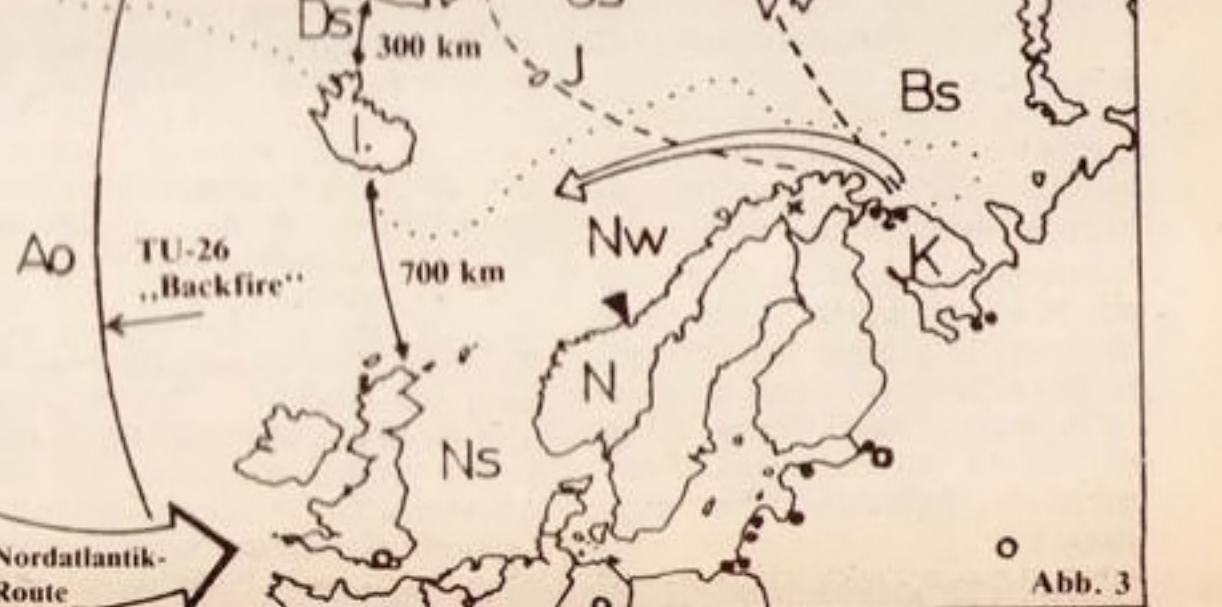 Ds
300 km
J
Bs
I.
Nw
Ao
TU-26
„Backfire“
700 km
K
N
Ns
Nordatlantik-
Route
Abb. 3